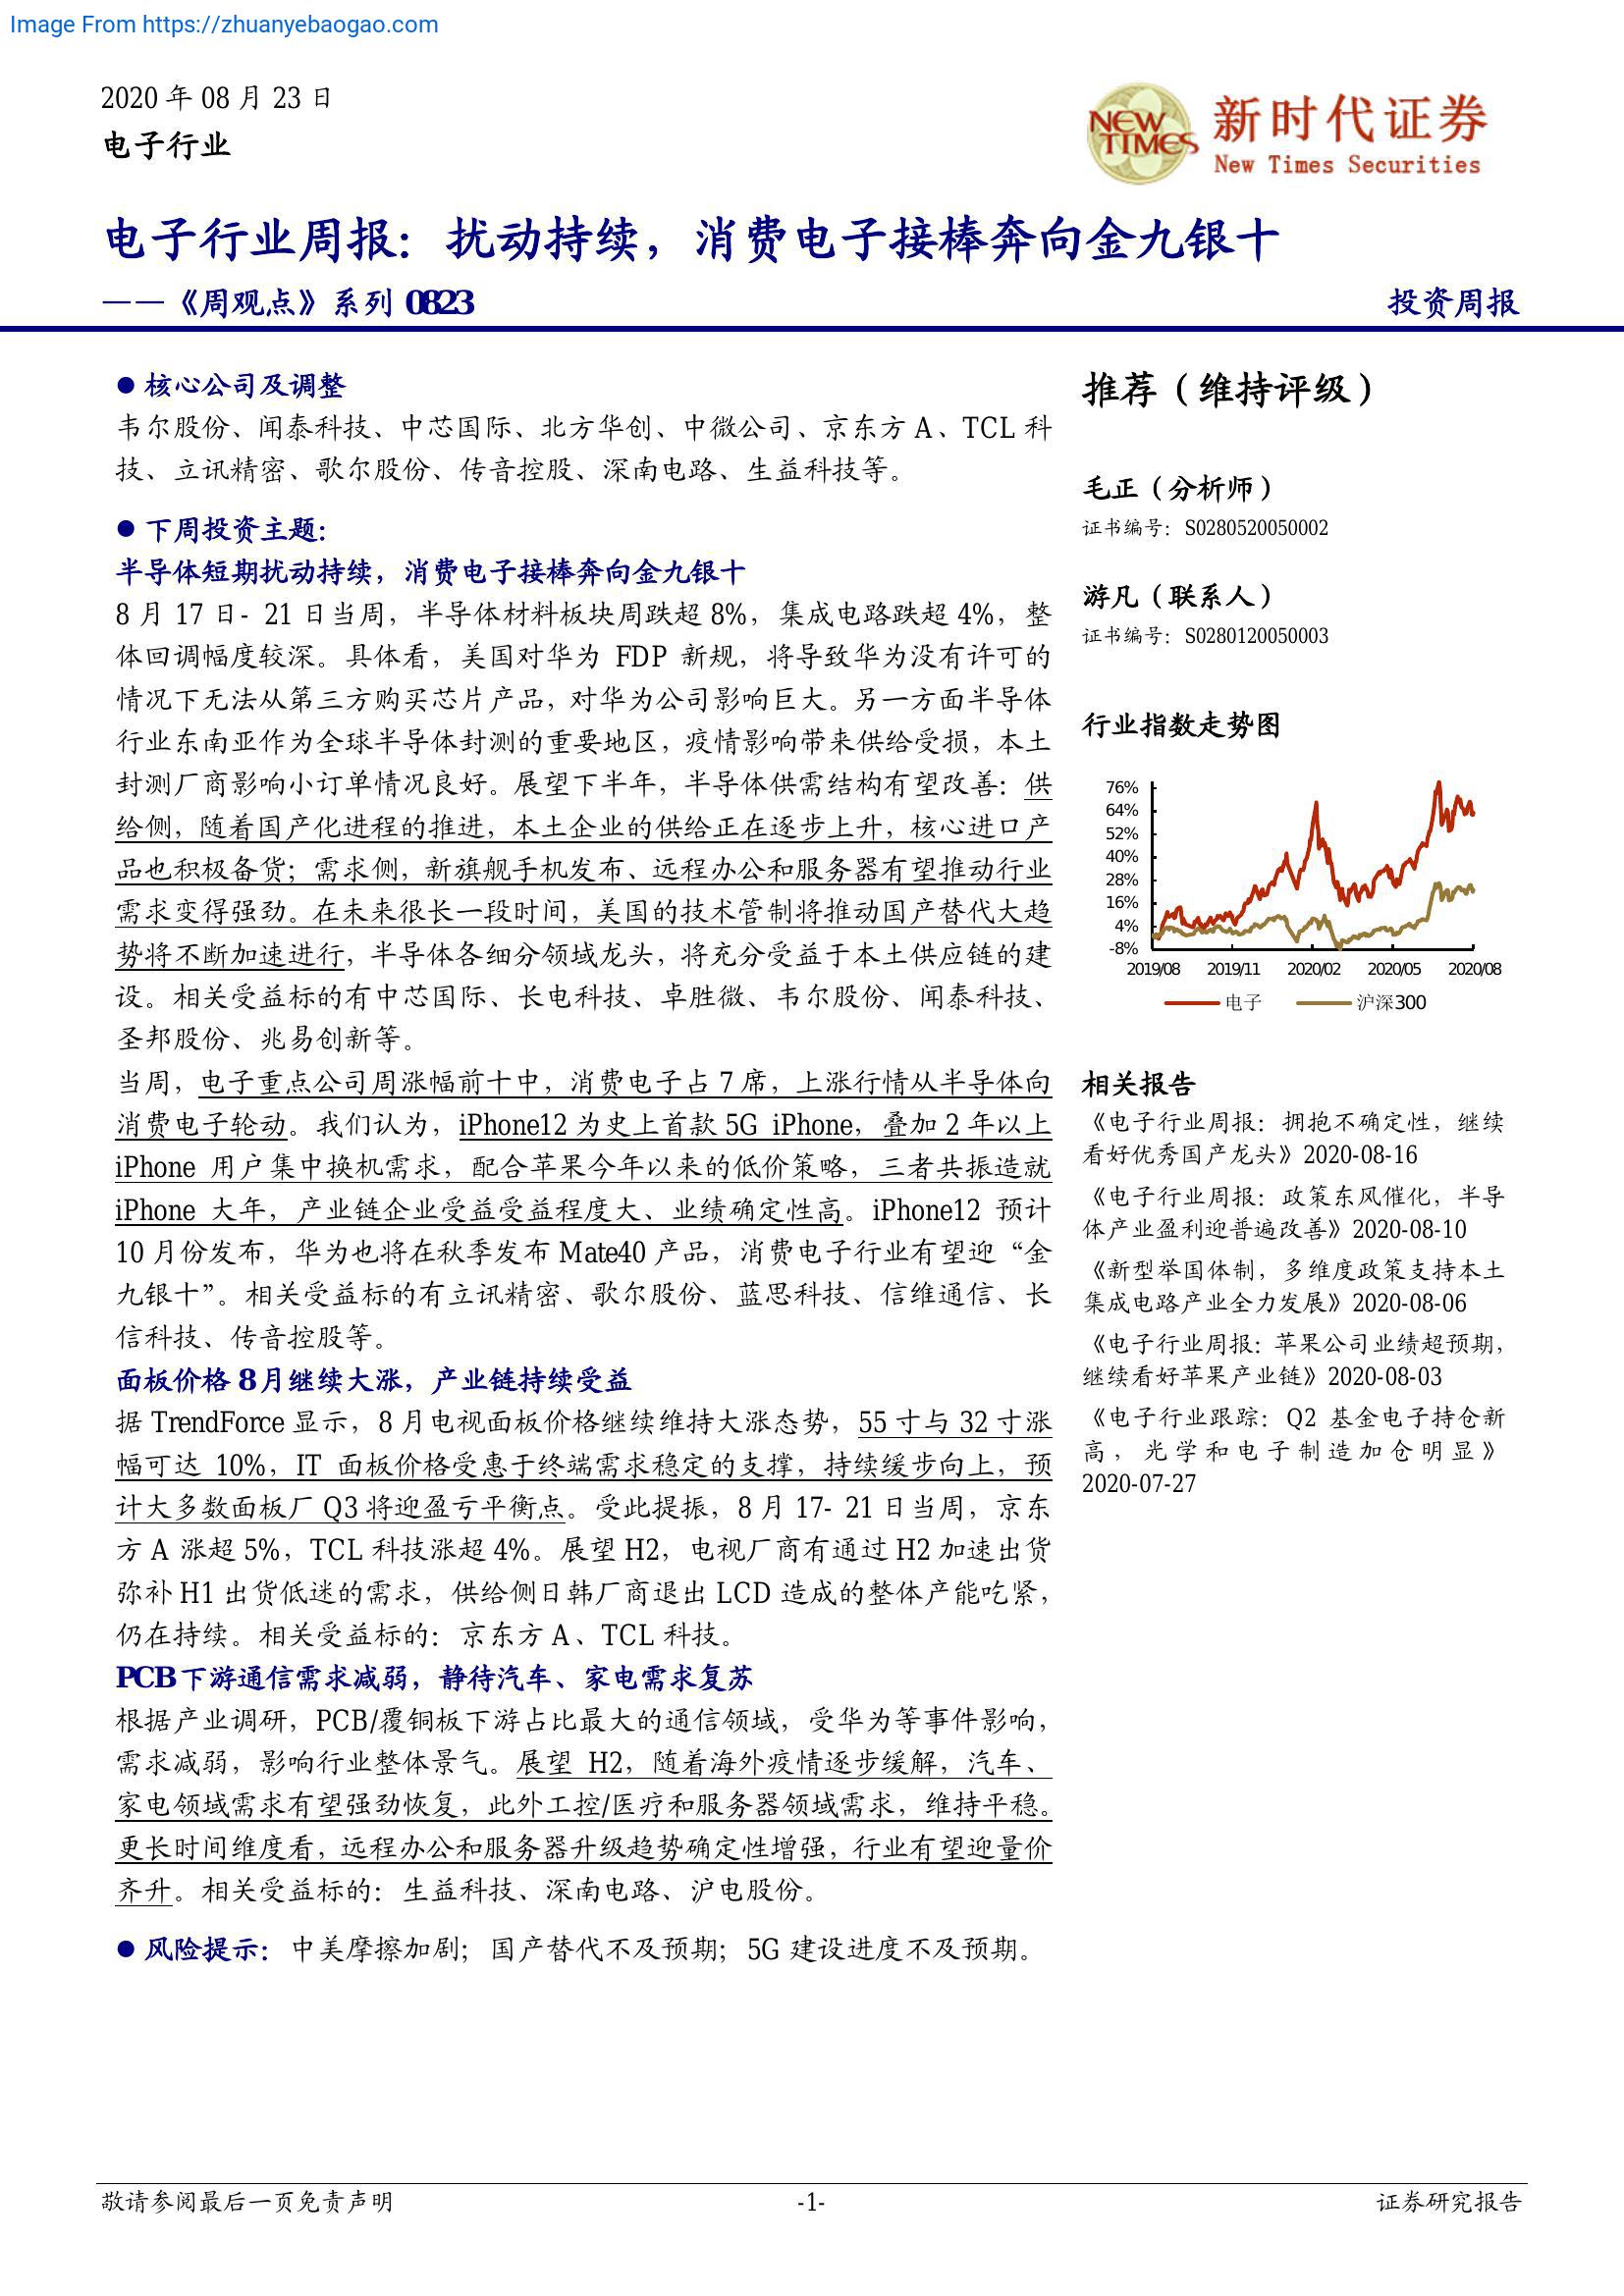 Image From https://zhuanyebaogao.com
2020 年 08 月 23 日
电子行业
NEW TIMES
新时代证券
New Times Securities
电子行业周报：扰动持续，消费电子接棒奔向金九银十
——《周观点》系列 0823
投资周报
● 核心公司及调整
韦尔股份、闻泰科技、中芯国际、北方华创、中微公司、京东方 A、TCL 科
技、立讯精密、歌尔股份、传音控股、深南电路、生益科技等。
● 下周投资主题：
半导体短期扰动持续，消费电子接棒奔向金九银十
8 月 17 日- 21 日当周，半导体材料板块周跌超 8%，集成电路跌超 4%，整
体回调幅度较深。具体看，美国对华为 FDP 新规，将导致华为没有许可的
情况下无法从第三方购买芯片产品，对华为公司影响巨大。另一方面半导体
行业东南亚作为全球半导体封测的重要地区，疫情影响带来供给受损，本土
封测厂商影响小订单情况良好。展望下半年，半导体供需结构有望改善：供
给侧，随着国产化进程的推进，本土企业的供给正在逐步上升，核心进口产
品也积极备货；需求侧，新旗舰手机发布、远程办公和服务器有望推动行业
需求变得强劲。在未来很长一段时间，美国的技术管制将推动国产替代大趋
势将不断加速进行，半导体各细分领域龙头，将充分受益于本土供应链的建
设。相关受益标的有中芯国际、长电科技、卓胜微、韦尔股份、闻泰科技、
圣邦股份、兆易创新等。
当周，电子重点公司周涨幅前十中，消费电子占 7 席，上涨行情从半导体向
消费电子轮动。我们认为，iPhone12 为史上首款 5G iPhone，叠加 2 年以上
iPhone 用户集中换机需求，配合苹果今年以来的低价策略，三者共振造就
iPhone 大年，产业链企业受益受益程度大、业绩确定性高。iPhone12 预计
10 月份发布，华为也将在秋季发布 Mate40 产品，消费电子行业有望迎“金
九银十”。相关受益标的有立讯精密、歌尔股份、蓝思科技、信维通信、长
信科技、传音控股等。
面板价格 8月继续大涨，产业链持续受益
据 TrendForce 显示，8 月电视面板价格继续维持大涨态势，55 寸与 32 寸涨
幅可达 10%，IT 面板价格受惠于终端需求稳定的支撑，持续缓步向上，预
计大多数面板厂 Q3 将迎盈亏平衡点。受此提振，8 月 17- 21 日当周，京东
方 A 涨超 5%，TCL 科技涨超 4%。展望 H2，电视厂商有通过 H2 加速出货
弥补 H1 出货低迷的需求，供给侧日韩厂商退出 LCD 造成的整体产能吃紧，
仍在持续。相关受益标的：京东方 A、TCL 科技。
PCB下游通信需求减弱，静待汽车、家电需求复苏
根据产业调研，PCB/覆铜板下游占比最大的通信领域，受华为等事件影响，
需求减弱，影响行业整体景气。展望 H2，随着海外疫情逐步缓解，汽车、
家电领域需求有望强劲恢复，此外工控/医疗和服务器领域需求，维持平稳。
更长时间维度看，远程办公和服务器升级趋势确定性增强，行业有望迎量价
齐升。相关受益标的：生益科技、深南电路、沪电股份。
● 风险提示：中美摩擦加剧；国产替代不及预期；5G 建设进度不及预期。
推荐（维持评级）
毛正（分析师）
证书编号：S0280520050002
游凡（联系人）
证书编号：S0280120050003
行业指数走势图
76%
64%
52%
40%
28%
16%
4%
-8%
2019/08 2019/11 2020/02 2020/05 2020/08
电子 沪深300
相关报告
《电子行业周报：拥抱不确定性，继续
看好优秀国产龙头》2020-08-16
《电子行业周报：政策东风催化，半导
体产业盈利迎普遍改善》2020-08-10
《新型举国体制，多维度政策支持本土
集成电路产业全力发展》2020-08-06
《电子行业周报：苹果公司业绩超预期，
继续看好苹果产业链》2020-08-03
《电子行业跟踪：Q2 基金电子持仓新
高，光学和电子制造加仓明显》
2020-07-27
敬请参阅最后一页免责声明
-1-
证券研究报告